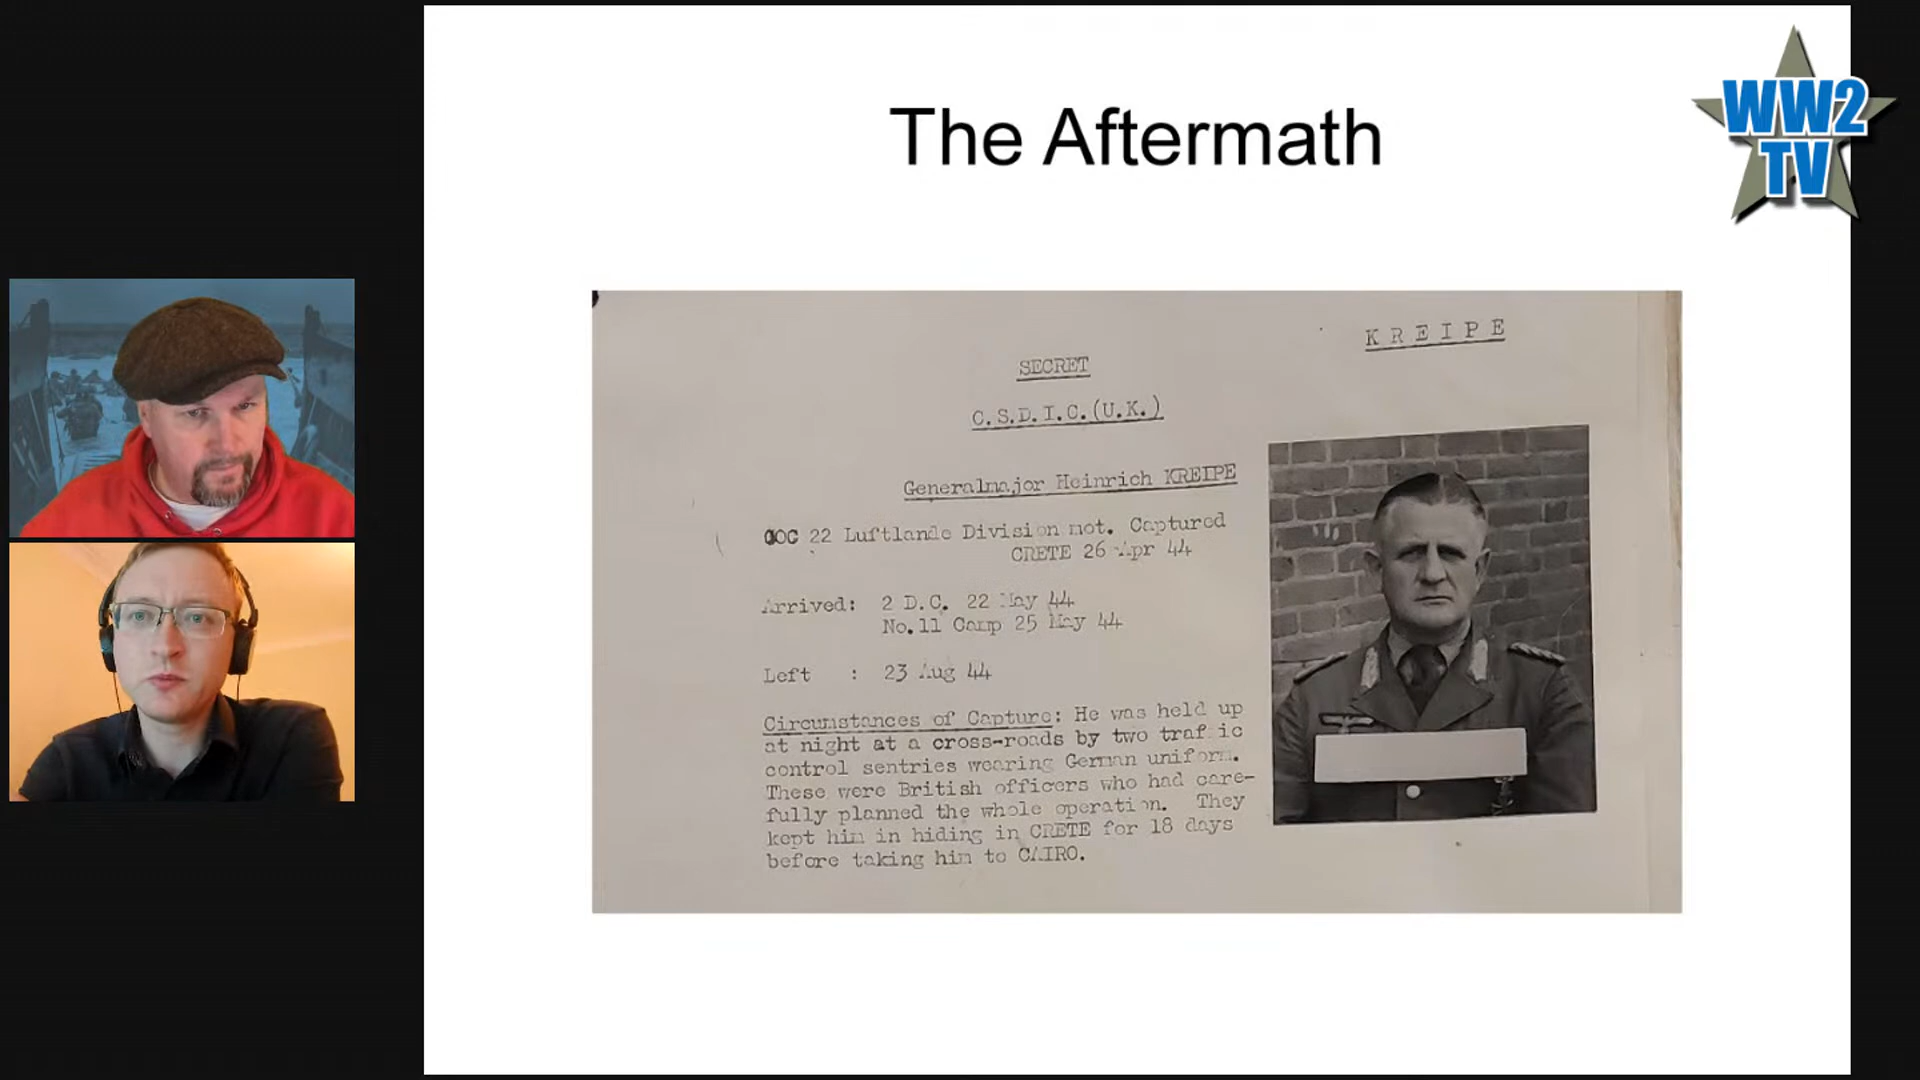 The Aftermath
WW2
TV
KREIPE
SECRET
C.S.D.I.C.(U.K.)
Generalmajor Heinrich KREIPE
GOC 22 Luftlande Division mot. Captured
CRETE 26 Apr 44
Arrived: 2 D.C. 22 May 44
No.11 Camp 25 May 44
Left : 23 Aug 44
Circumstances of Capture: He was held up
at night at a cross-roads by two traffic
control sentries wearing German uniform.
These were British officers who had care-
fully planned the whole operation. They
kept him in hiding in CRETE for 18 days
before taking him to CAIRO.